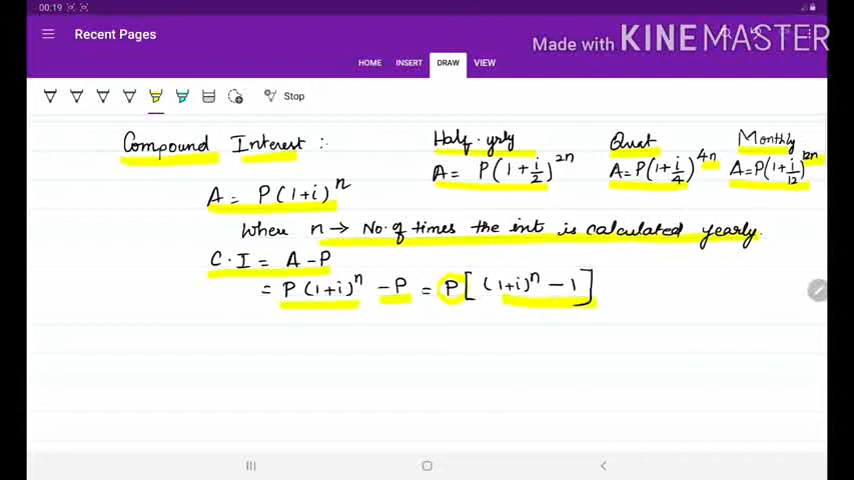 00:19
Recent Pages
Made with KINEMASTER
HOME INSERT DRAW VIEW
Stop
Compound Interest :
Half-yrly Quat Monthly
A = P(1+i/2)^2n A=P(1+i/4)^4n A=P(1+i/12)^12n
A = P(1+i)^n
Where n → No. of times the int is calculated yearly.
C.I = A-P
= P(1+i)^n -P = P[(1+i)^n -1]